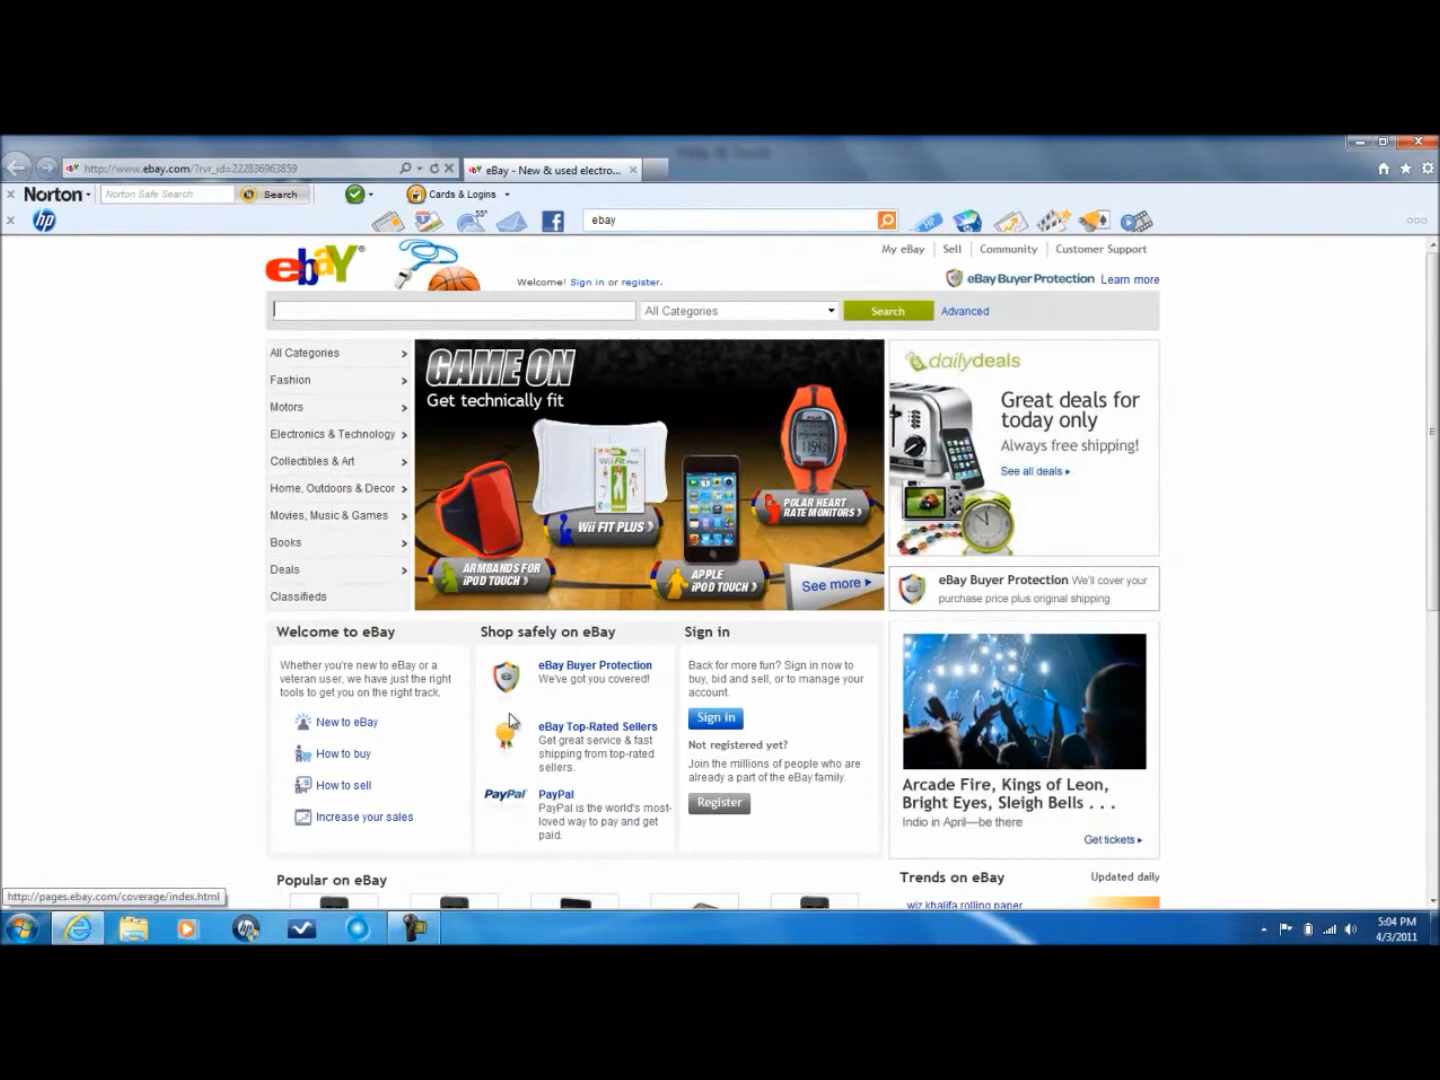 http://www.ebay.com/?rvr_id=222836963859
eBay - New & used electro...
Norton
Norton Safe Search
Search
Cards & Logins
hp
55°
ebay
ebay
Welcome! Sign in or register.
My eBay
Sell
Community
Customer Support
eBay Buyer Protection Learn more
All Categories
Search
Advanced
All Categories
Fashion
Motors
Electronics & Technology
Collectibles & Art
Home, Outdoors & Decor
Movies, Music & Games
Books
Deals
Classifieds
GAME ON
Get technically fit
Wii Fit Plus
ARMBANDS FOR
iPOD TOUCH
Wii FIT PLUS
APPLE
iPOD TOUCH
POLAR HEART
RATE MONITORS
See more
dailydeals
Great deals for
today only
Always free shipping!
See all deals
eBay Buyer Protection We'll cover your
purchase price plus original shipping
Welcome to eBay
Whether you're new to eBay or a
veteran user, we have just the right
tools to get you on the right track.
New to eBay
How to buy
How to sell
Increase your sales
Shop safely on eBay
eBay Buyer Protection
We've got you covered!
eBay Top-Rated Sellers
Get great service & fast
shipping from top-rated
sellers.
PayPal
PayPal
PayPal is the world's most-
loved way to pay and get
paid.
Sign in
Back for more fun? Sign in now to
buy, bid and sell, or to manage your
account.
Sign in
Not registered yet?
Join the millions of people who are
already a part of the eBay family.
Register
Arcade Fire, Kings of Leon,
Bright Eyes, Sleigh Bells . . .
Indio in April—be there
Get tickets
Popular on eBay
Trends on eBay
Updated daily
wiz khalifa rolling paper
http://pages.ebay.com/coverage/index.html
5:04 PM
4/3/2011